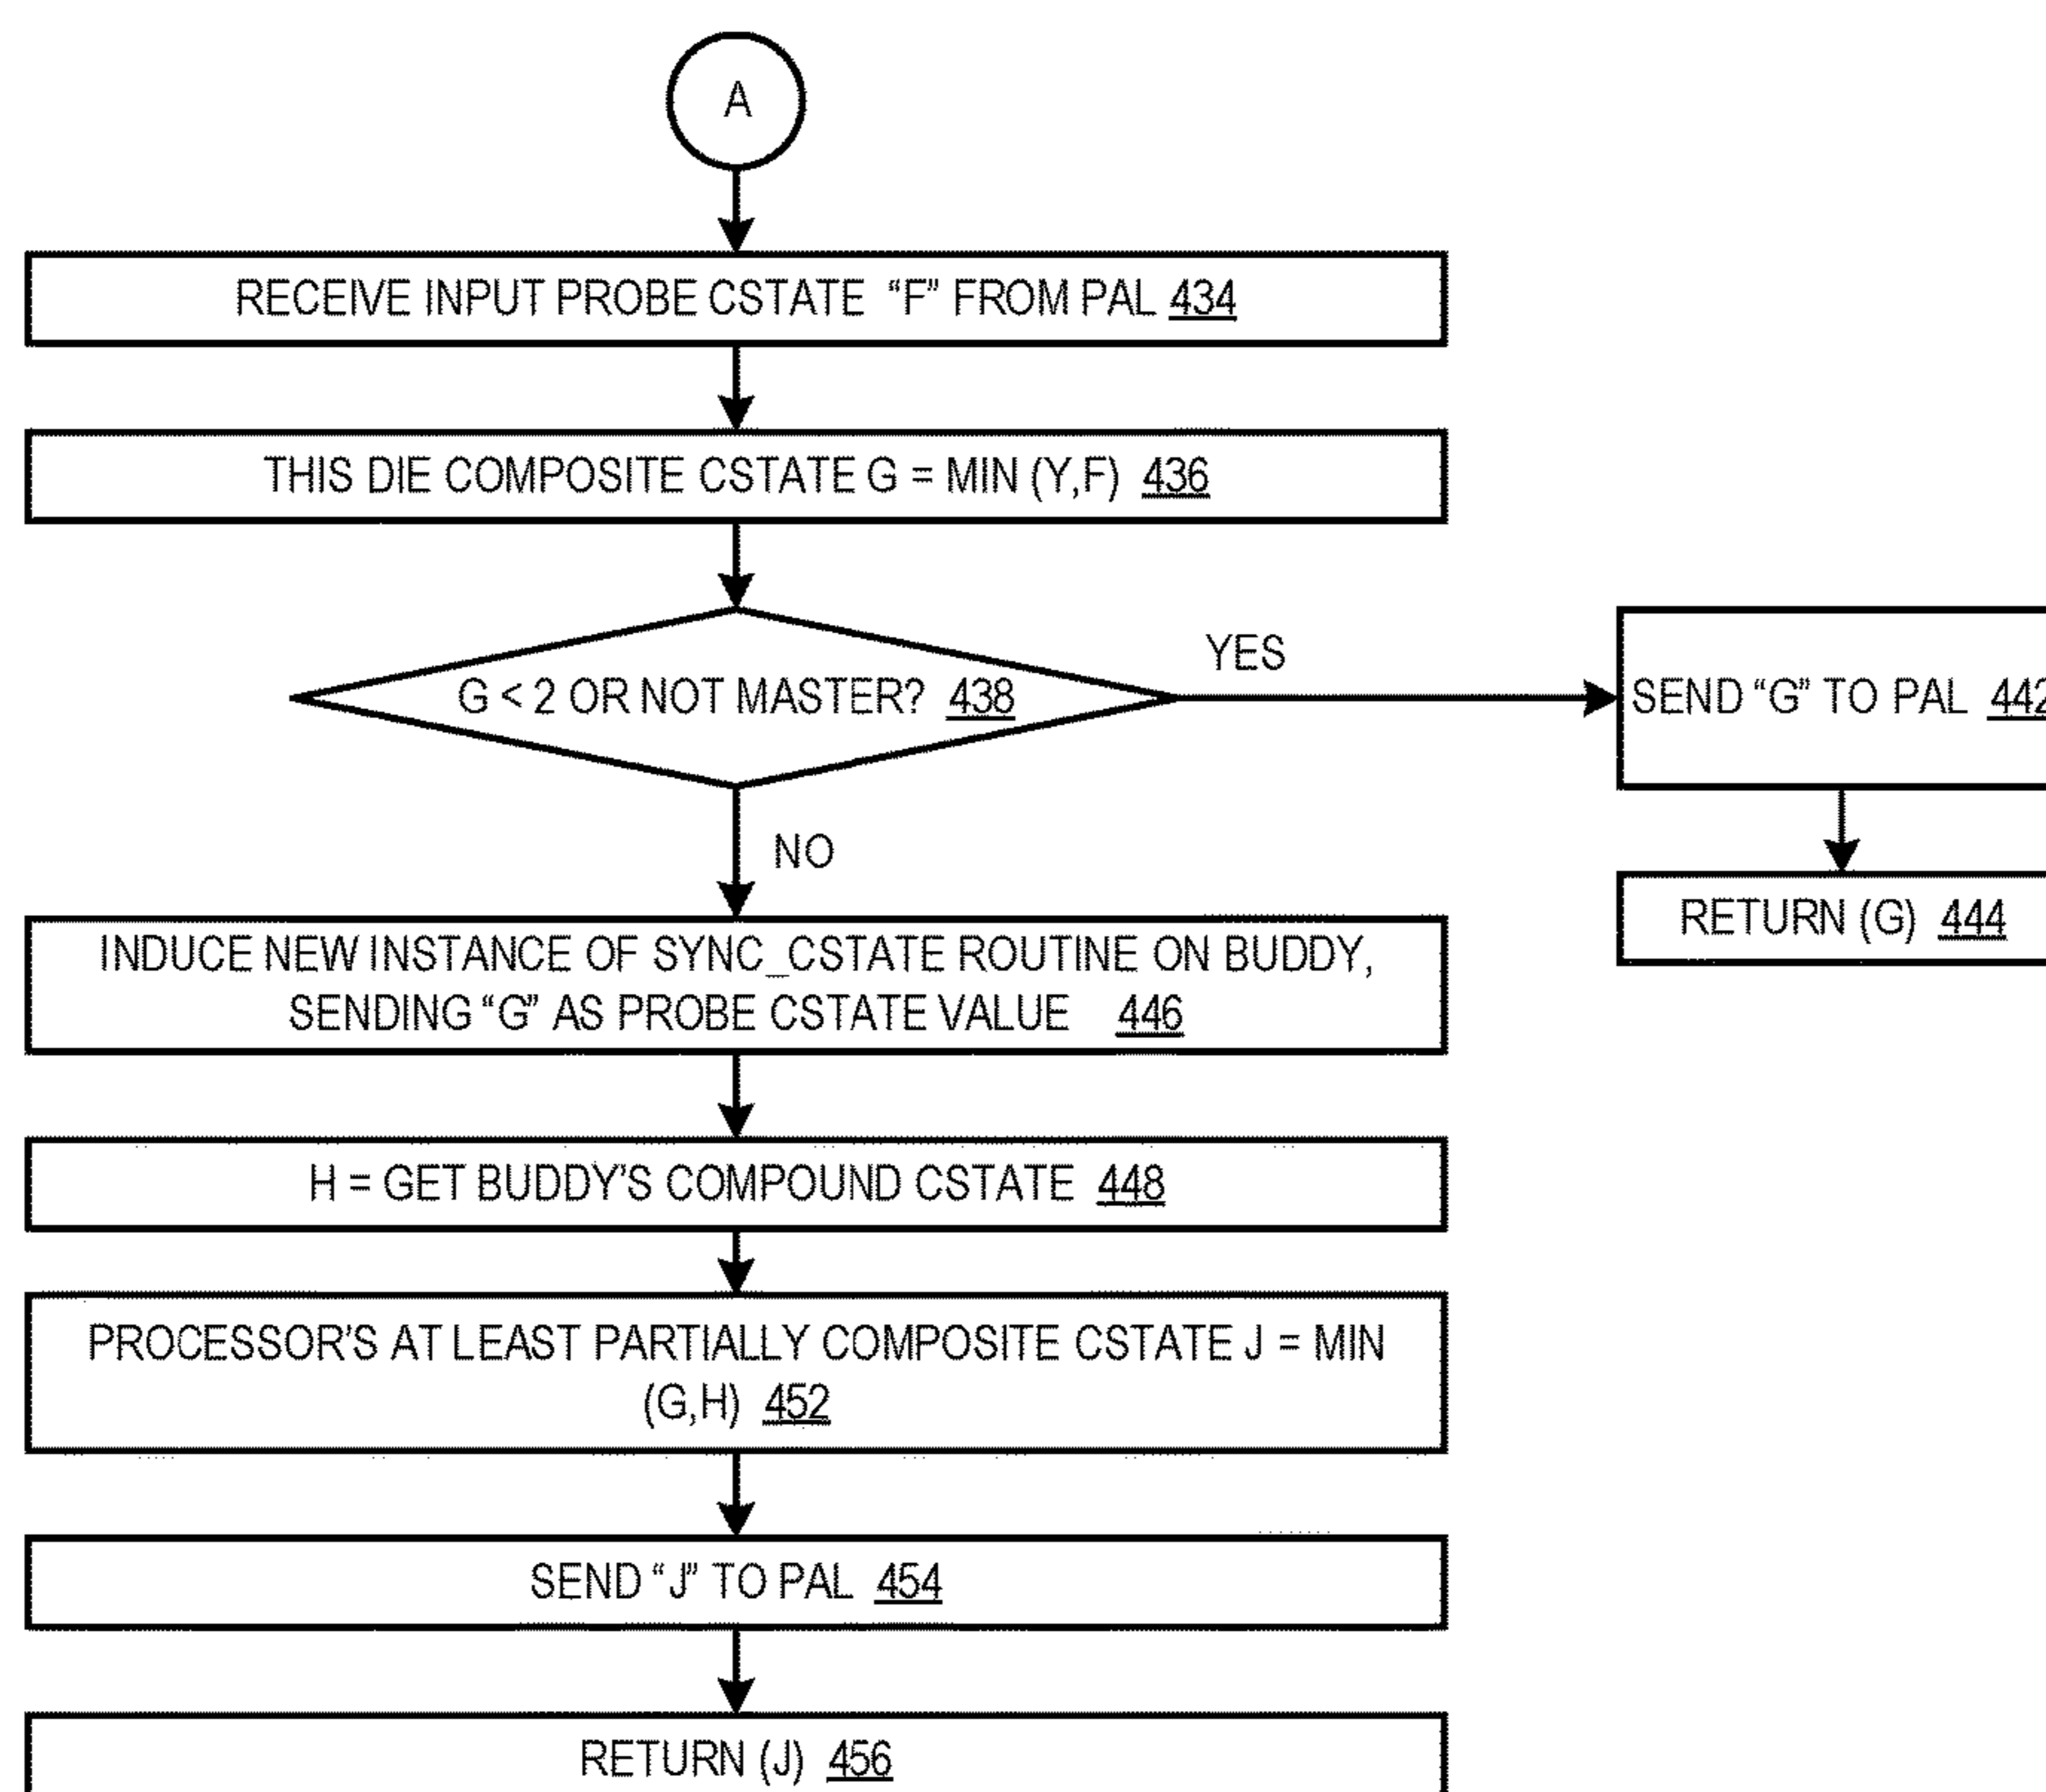 A
RECEIVE INPUT PROBE CSTATE “F” FROM PAL 434
THIS DIE COMPOSITE CSTATE G = MIN (Y,F) 436
G < 2 OR NOT MASTER? 438
YES
SEND “G” TO PAL 442
RETURN (G) 444
NO
INDUCE NEW INSTANCE OF SYNC_CSTATE ROUTINE ON BUDDY,
SENDING “G” AS PROBE CSTATE VALUE 446
H = GET BUDDY’S COMPOUND CSTATE 448
PROCESSOR’S AT LEAST PARTIALLY COMPOSITE CSTATE J = MIN
(G,H) 452
SEND “J” TO PAL 454
RETURN (J) 456